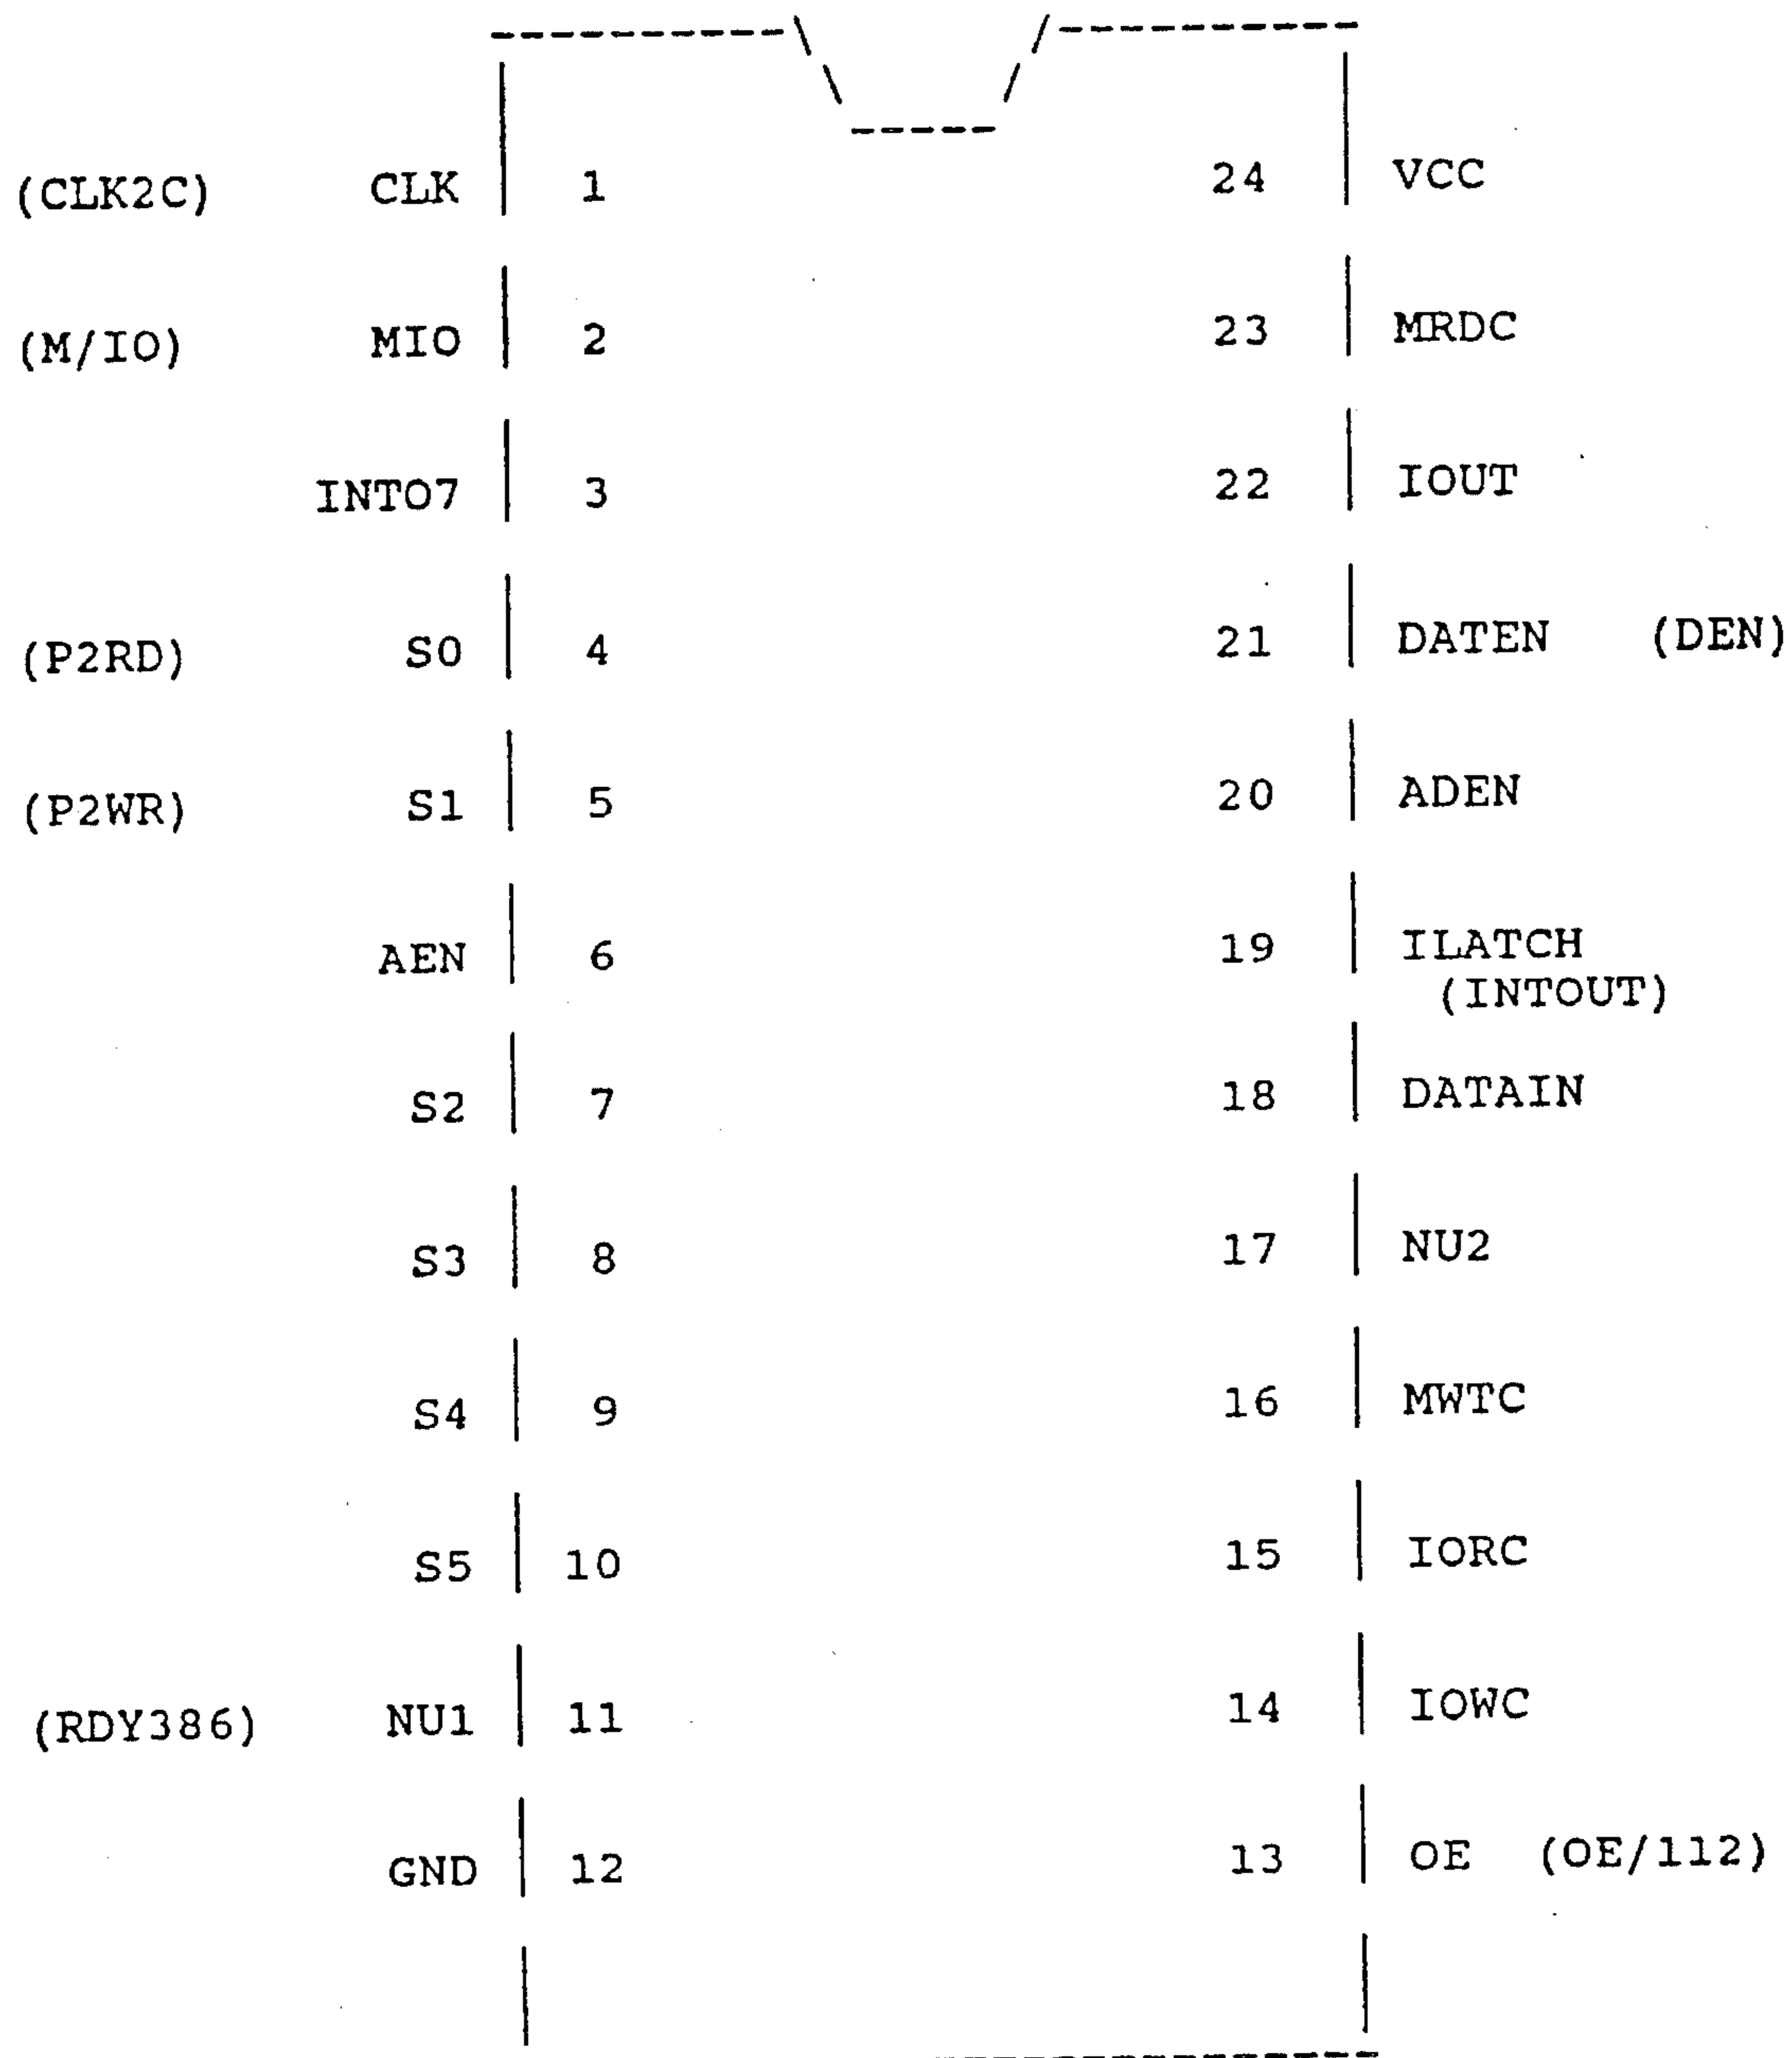 (CLK2C) CLK 1 24 VCC
(M/IO) MIO 2 23 MRDC
INTO7 3 22 IOUT
(P2RD) S0 4 21 DATEN (DEN)
(P2WR) S1 5 20 ADEN
AEN 6 19 ILATCH
(INTOUT)
S2 7 18 DATAIN
S3 8 17 NU2
S4 9 16 MWTC
S5 10 15 IORC
(RDY386) NU1 11 14 IOWC
GND 12 13 OE (OE/112)